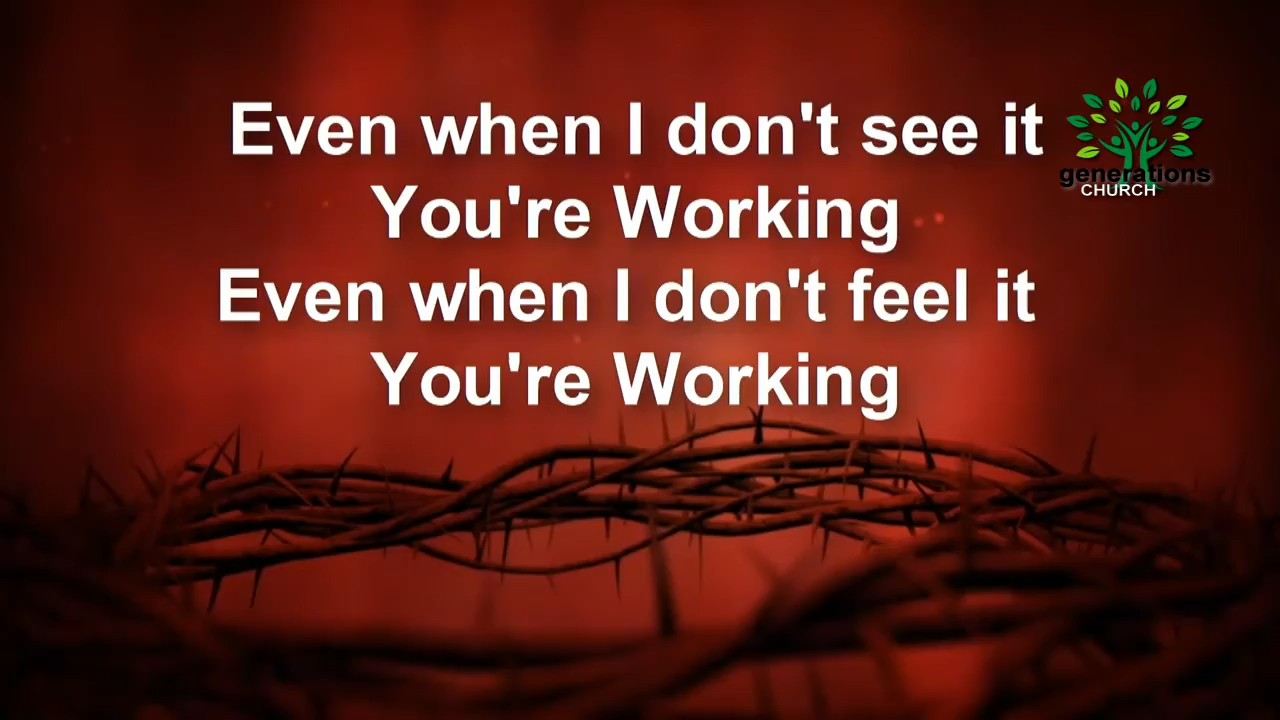 Even when I don't see it
You're Working
Even when I don't feel it
You're Working
generations
CHURCH